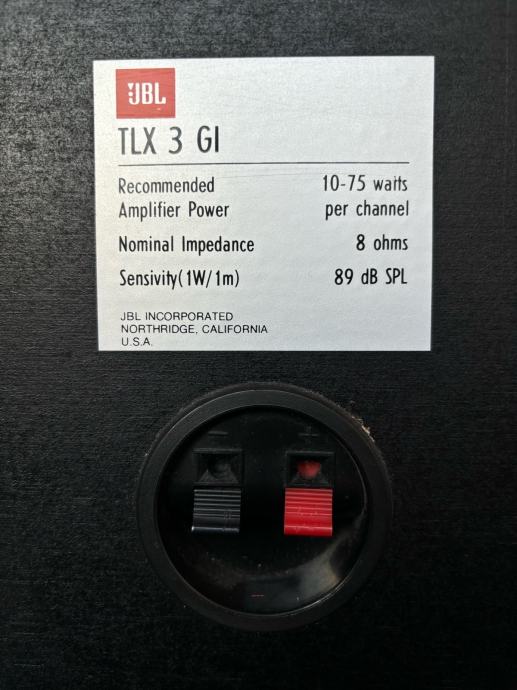 JBL
TLX 3 GI
Recommended 10-75 watts
Amplifier Power per channel
Nominal Impedance 8 ohms
Sensivity(1W/1m) 89 dB SPL
JBL INCORPORATED
NORTHRIDGE, CALIFORNIA
U.S.A.
− +